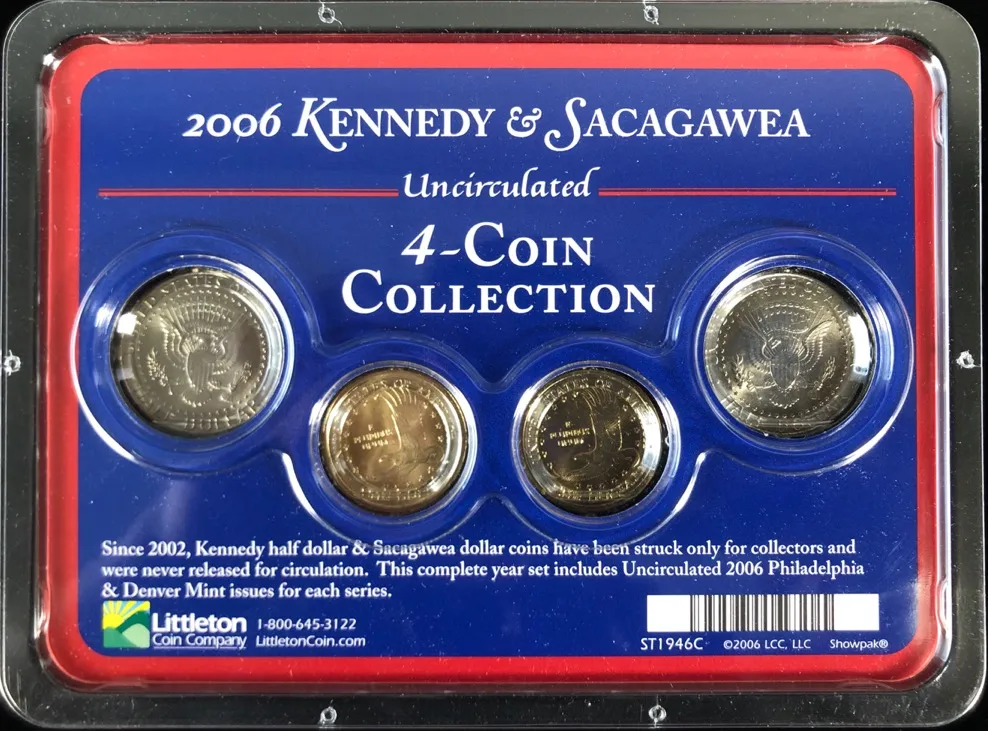 2006 KENNEDY & SACAGAWEA
Uncirculated
4-COIN
COLLECTION
Since 2002, Kennedy half dollar & Sacagawea dollar coins have been struck only for collectors and
were never released for circulation. This complete year set includes Uncirculated 2006 Philadelphia
& Denver Mint issues for each series.
Littleton
Coin Company
1-800-645-3122
LittletonCoin.com
ST1946C ©2006 LCC, LLC Showpak®